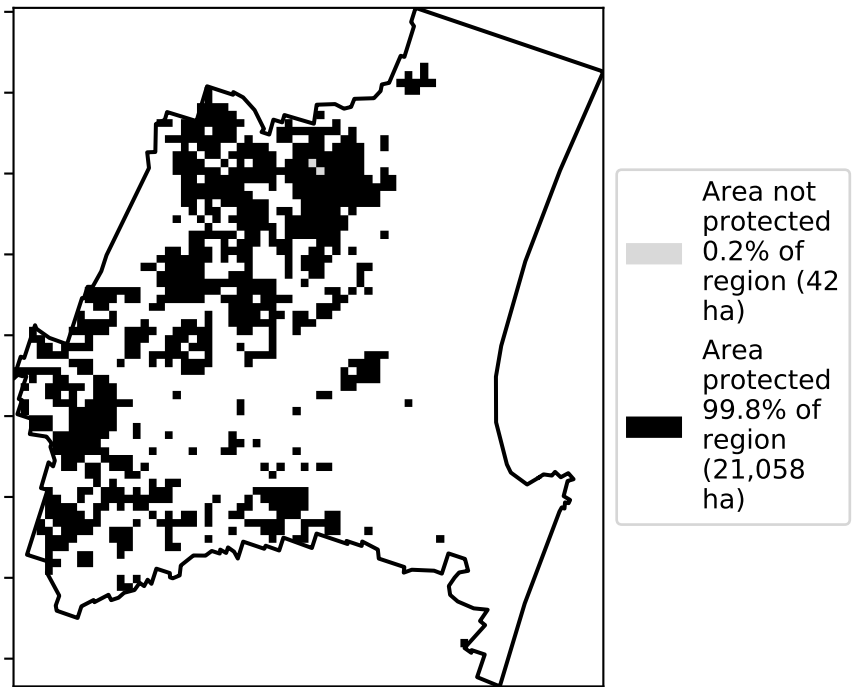 Area not
protected
0.2% of
region (42
ha)
Area
protected
99.8% of
region
(21,058
ha)